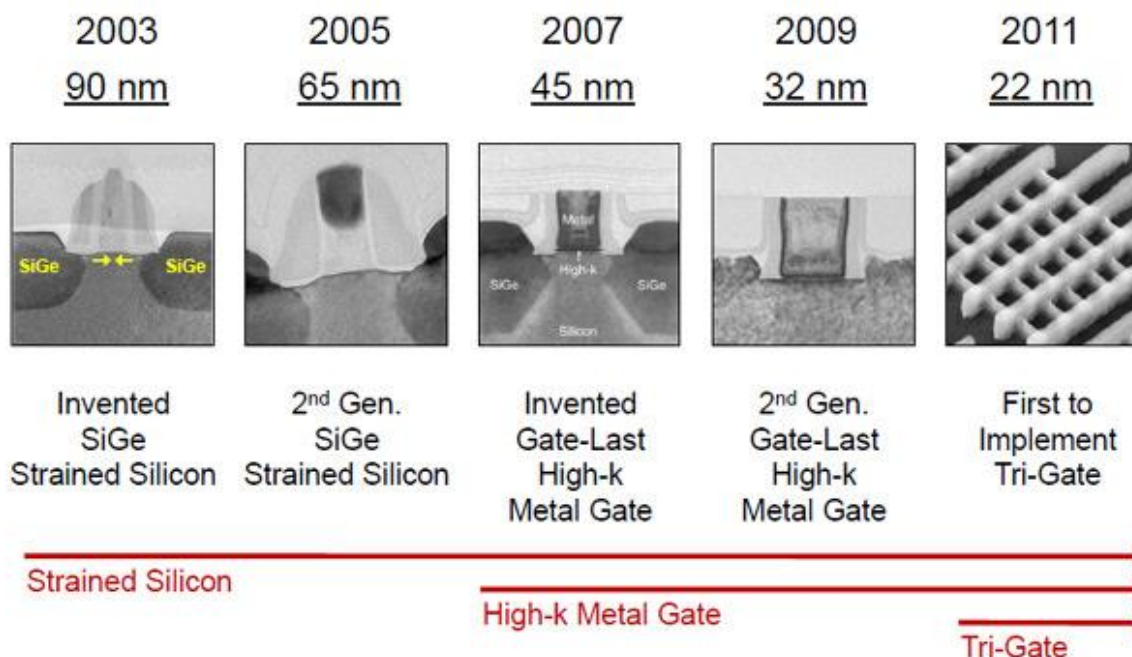 2003
90 nm
2005
65 nm
2007
45 nm
2009
32 nm
2011
22 nm
SiGe
SiGe
Metal
High-k
SiGe
SiGe
Silicon
Invented
SiGe
Strained Silicon
2nd Gen.
SiGe
Strained Silicon
Invented
Gate-Last
High-k
Metal Gate
2nd Gen.
Gate-Last
High-k
Metal Gate
First to
Implement
Tri-Gate
Strained Silicon
High-k Metal Gate
Tri-Gate